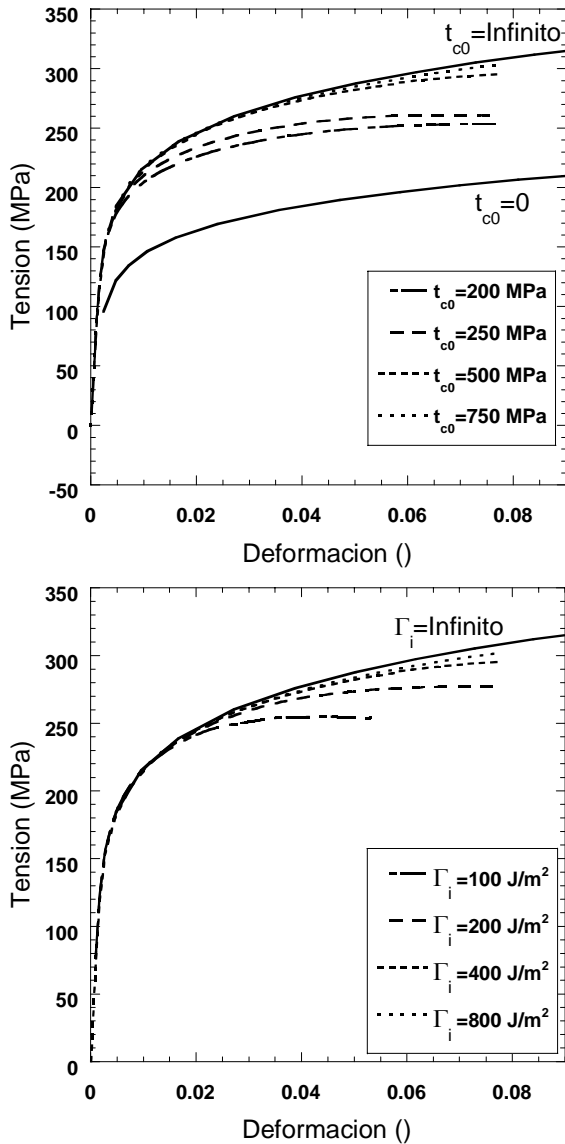 350
t_c0=Infinito
300
250
200
t_c0=0
150
100
50
0
-50
Tension (MPa)
t_c0=200 MPa
t_c0=250 MPa
t_c0=500 MPa
t_c0=750 MPa
0 0.02 0.04 0.06 0.08
Deformacion ()
350
Γ_i=Infinito
300
250
200
150
100
50
0
Tension (MPa)
Γ_i=100 J/m²
Γ_i=200 J/m²
Γ_i=400 J/m²
Γ_i=800 J/m²
0 0.02 0.04 0.06 0.08
Deformacion ()